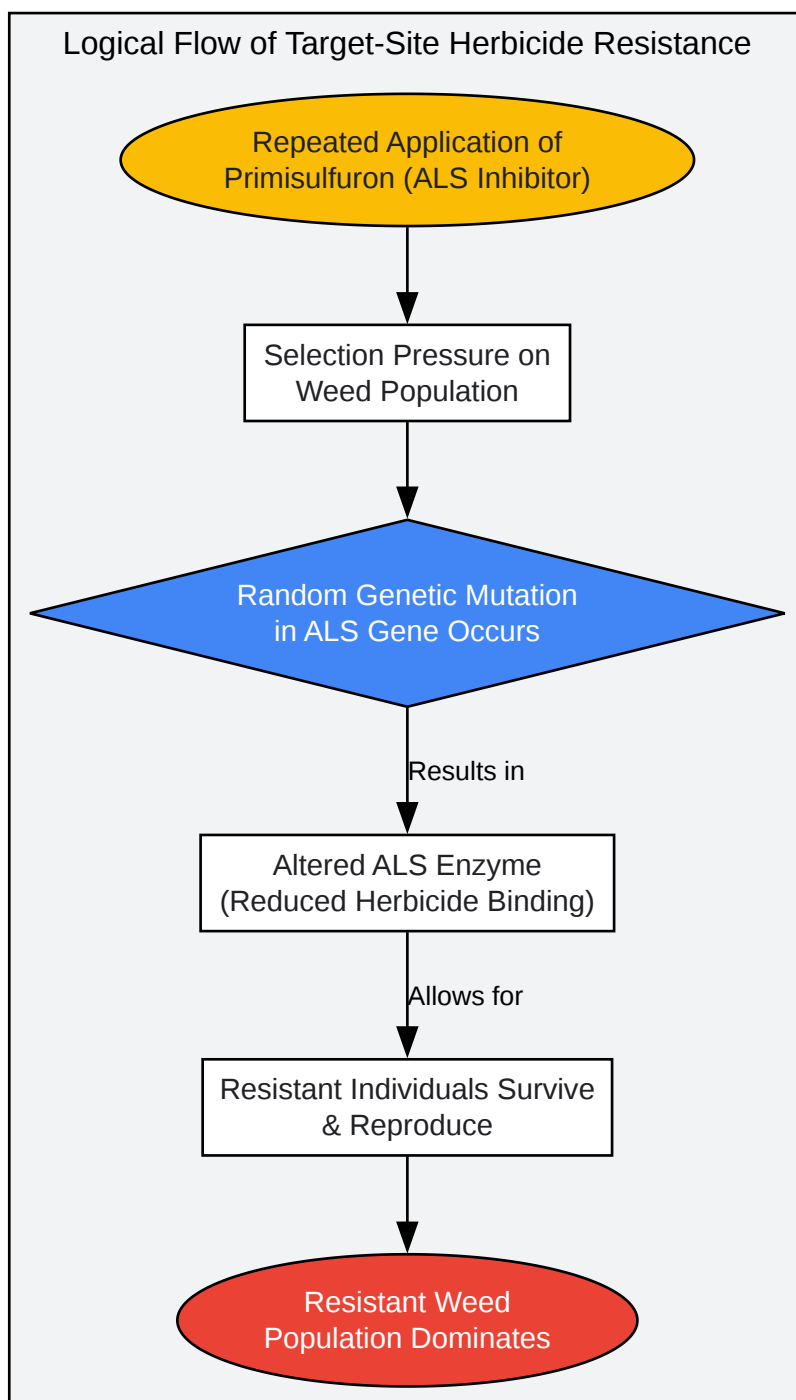 Logical Flow of Target-Site Herbicide Resistance
Repeated Application of
Primisulfuron (ALS Inhibitor)
Selection Pressure on
Weed Population
Random Genetic Mutation
in ALS Gene Occurs
Results in
Altered ALS Enzyme
(Reduced Herbicide Binding)
Allows for
Resistant Individuals Survive
& Reproduce
Resistant Weed
Population Dominates